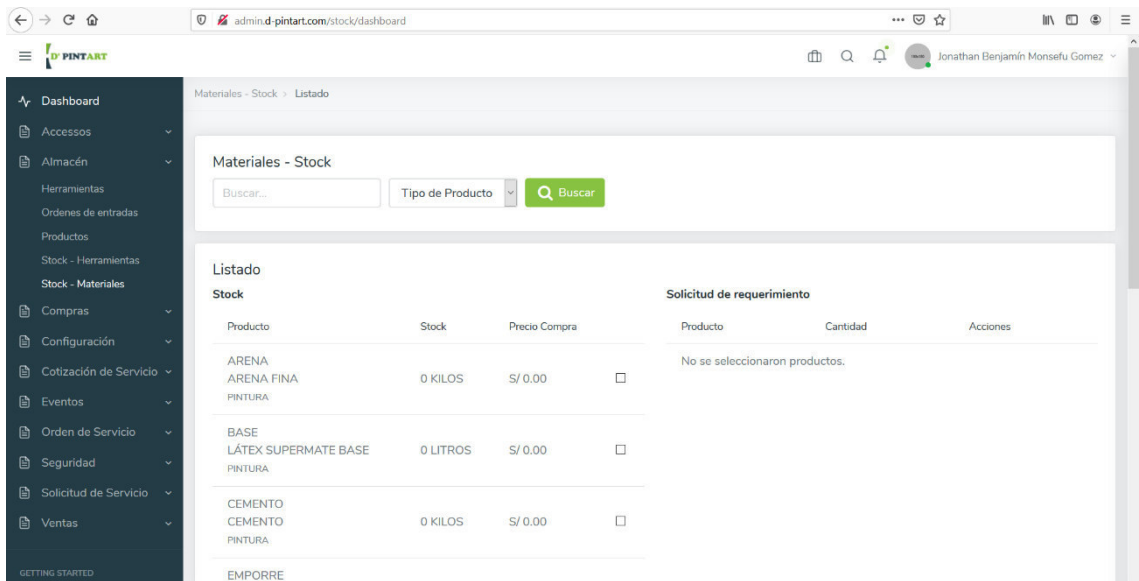 admin.d-pintart.com/stock/dashboard
D' PINTART
Jonathan Benjamín Monsefu Gomez
Dashboard
Accessos
Almacén
Herramientas
Ordenes de entradas
Productos
Stock - Herramientas
Stock - Materiales
Compras
Configuración
Cotización de Servicio
Eventos
Orden de Servicio
Seguridad
Solicitud de Servicio
Ventas
GETTING STARTED
Materiales - Stock > Listado
Materiales - Stock
Buscar... Tipo de Producto Buscar
Listado
Stock
Producto Stock Precio Compra
ARENA
ARENA FINA 0 KILOS S/ 0.00
PINTURA
BASE
LÁTEX SUPERMATE BASE 0 LITROS S/ 0.00
PINTURA
CEMENTO
CEMENTO 0 KILOS S/ 0.00
PINTURA
EMPORRE
Solicitud de requerimiento
Producto Cantidad Acciones
No se seleccionaron productos.